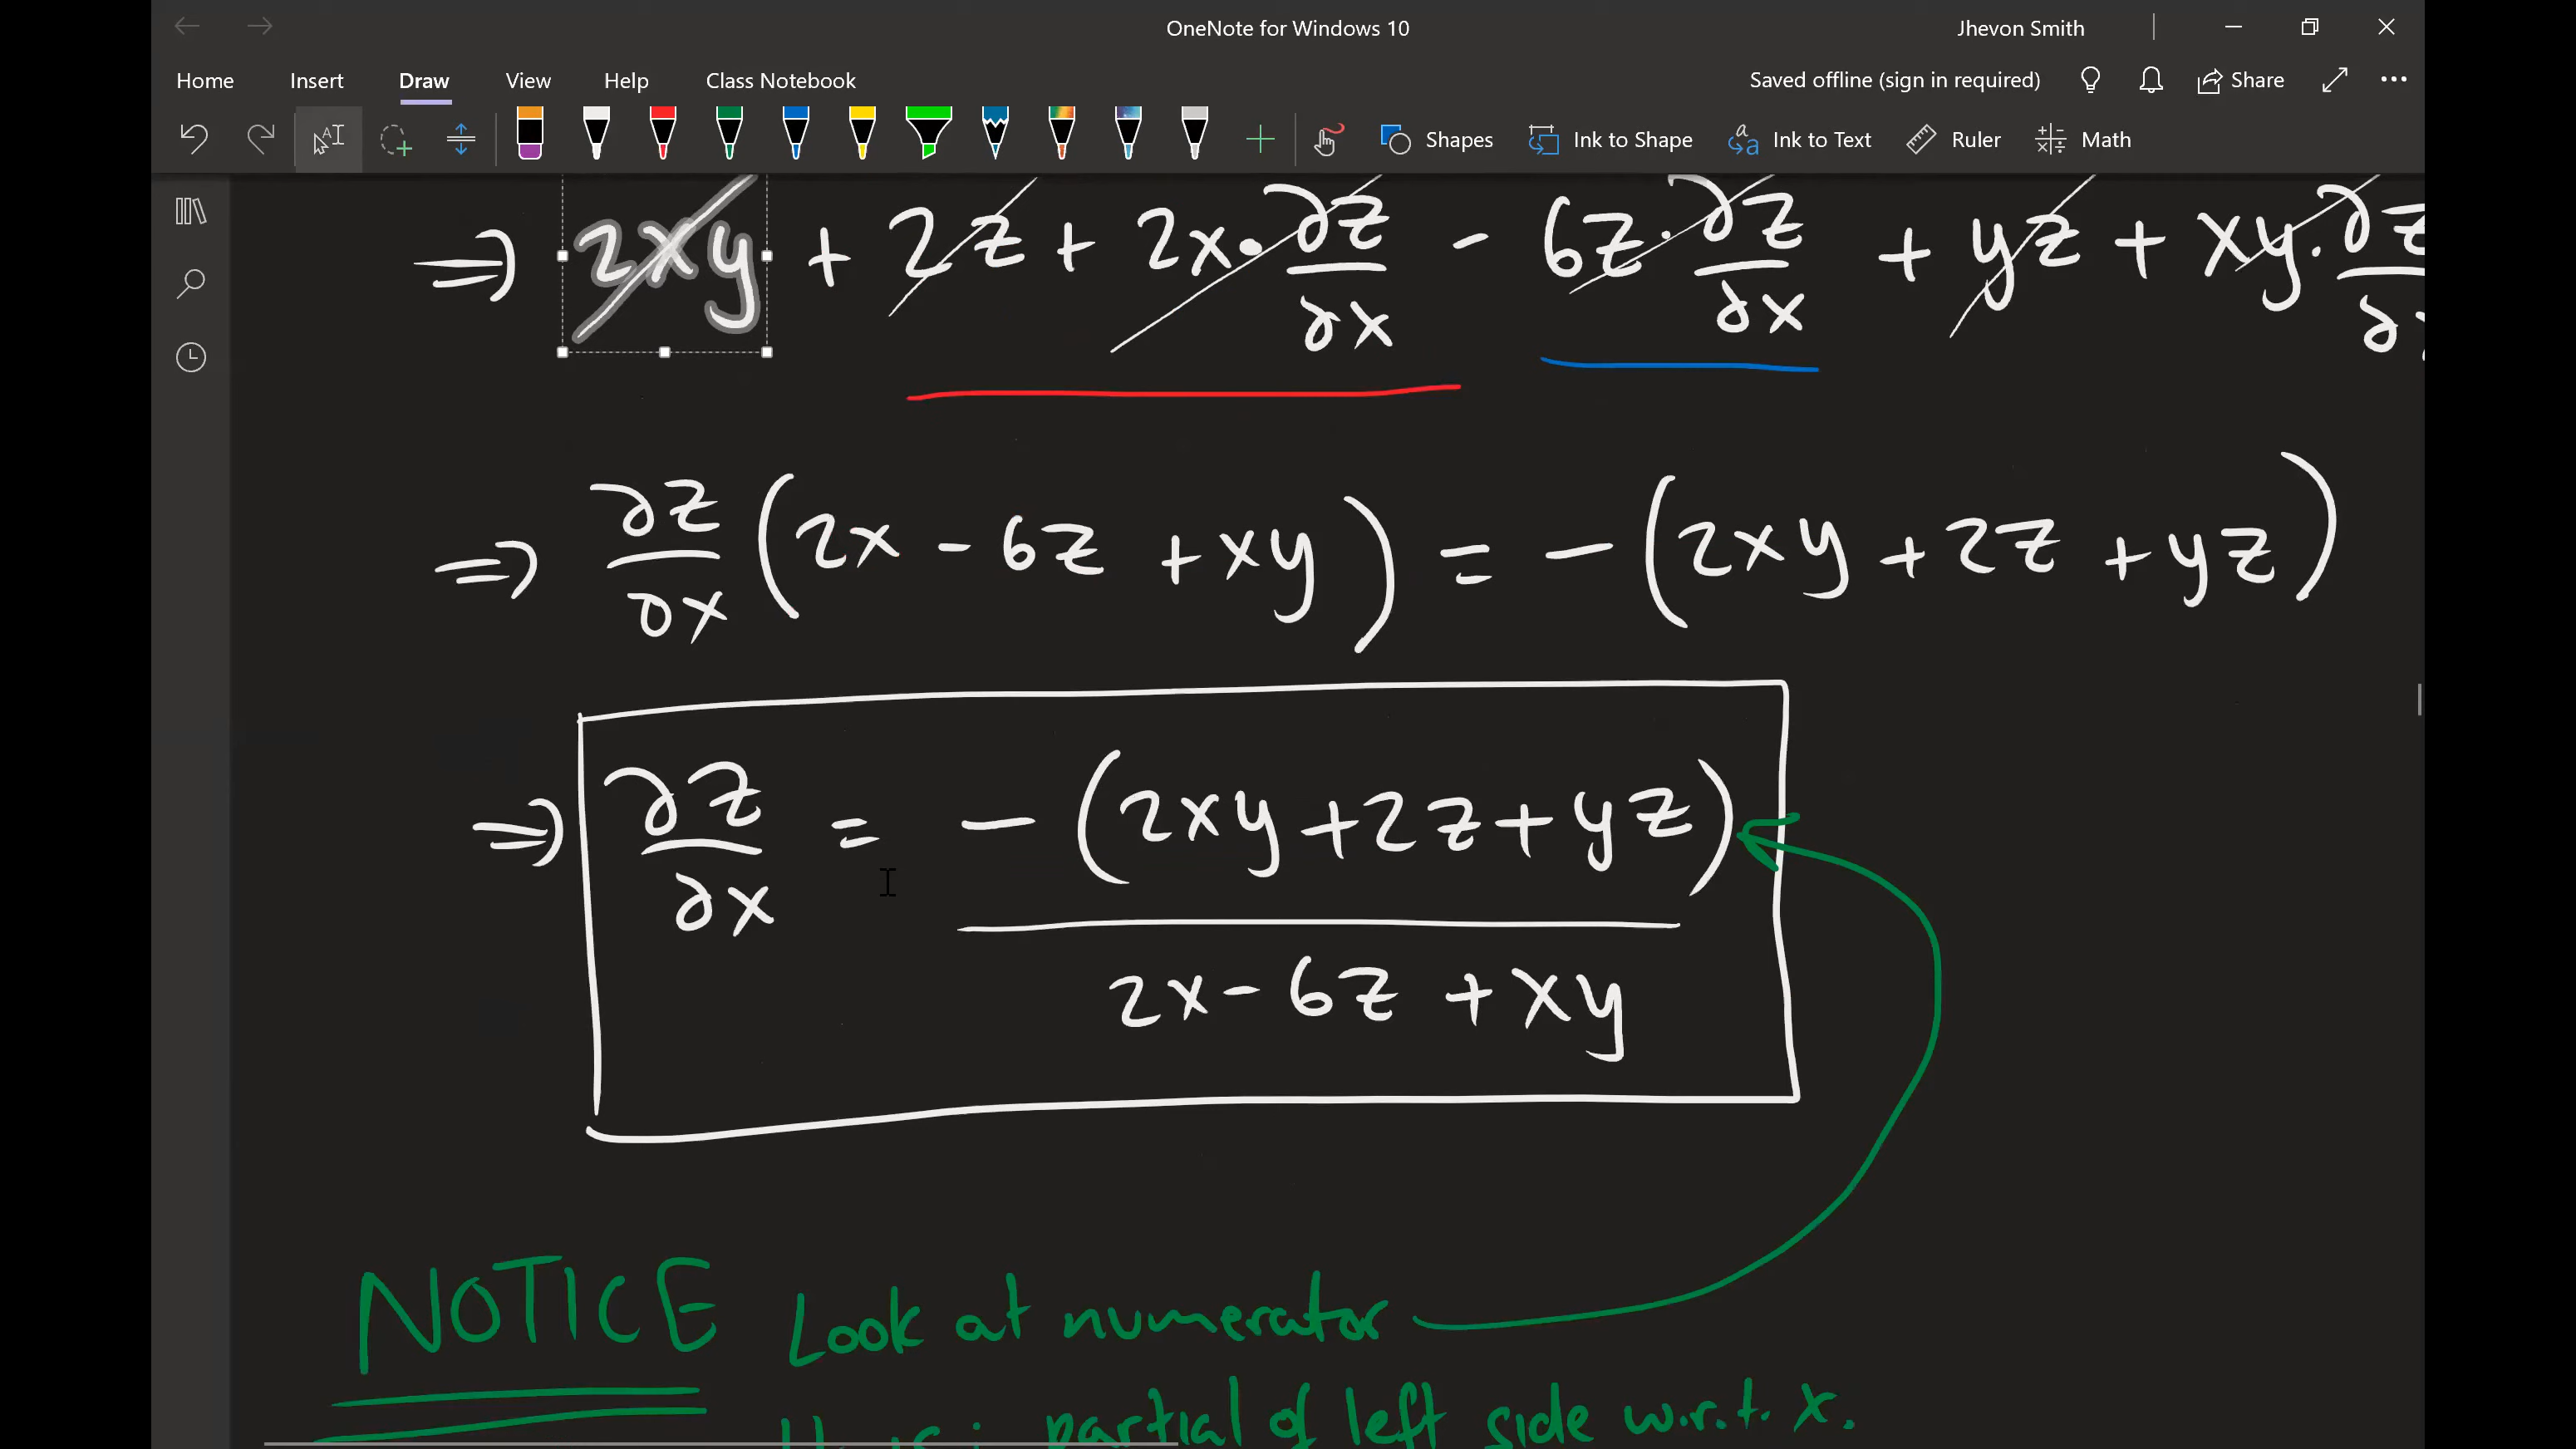 OneNote for Windows 10 Jhevon Smith
Home Insert Draw View Help Class Notebook Saved offline (sign in required) Share
Shapes Ink to Shape Ink to Text Ruler Math
⇒ 2xy + 2z + 2x·∂z/∂x - 6z·∂z/∂x + yz + xy·∂z/∂x
⇒ ∂z/∂x (2x - 6z + xy) = -(2xy + 2z + yz)
⇒ ∂z/∂x = -(2xy + 2z + yz) / 2x - 6z + xy
NOTICE Look at numerator
partial of left side w.r.t. x.